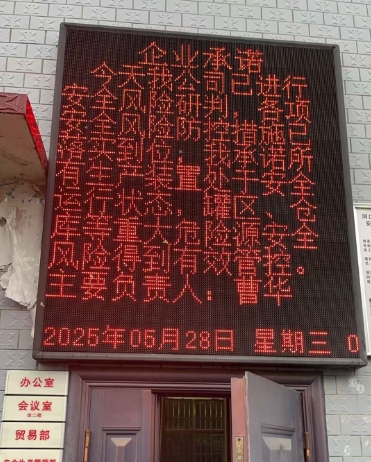 企业承诺
今天我公司已进行
安全风险研判,各项
安全风险防控措施已
落实到位,我承诺所
有生产装置处于安全
运行状态,罐区、仓
库等重大危险源安全
风险得到有效管控。
主要负责人:曹华
2025年05月28日 星期三 0
办公室
会议室
贸易部